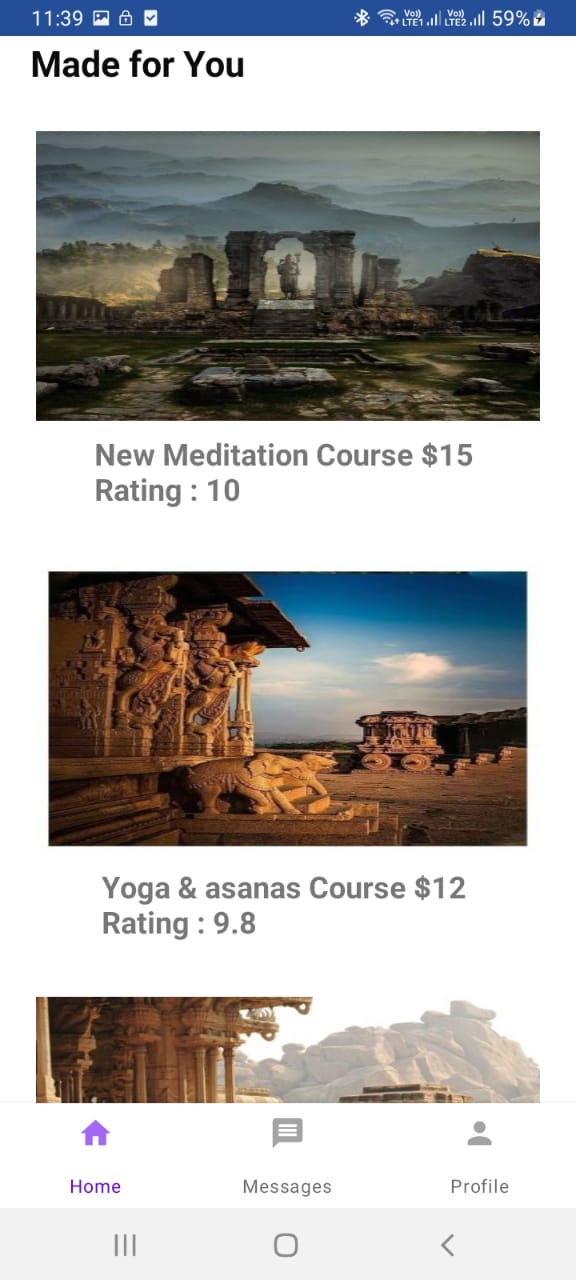 11:39
Vo)) LTE1 Vo)) LTE2 59%
Made for You
New Meditation Course $15
Rating : 10
Yoga & asanas Course $12
Rating : 9.8
Home Messages Profile